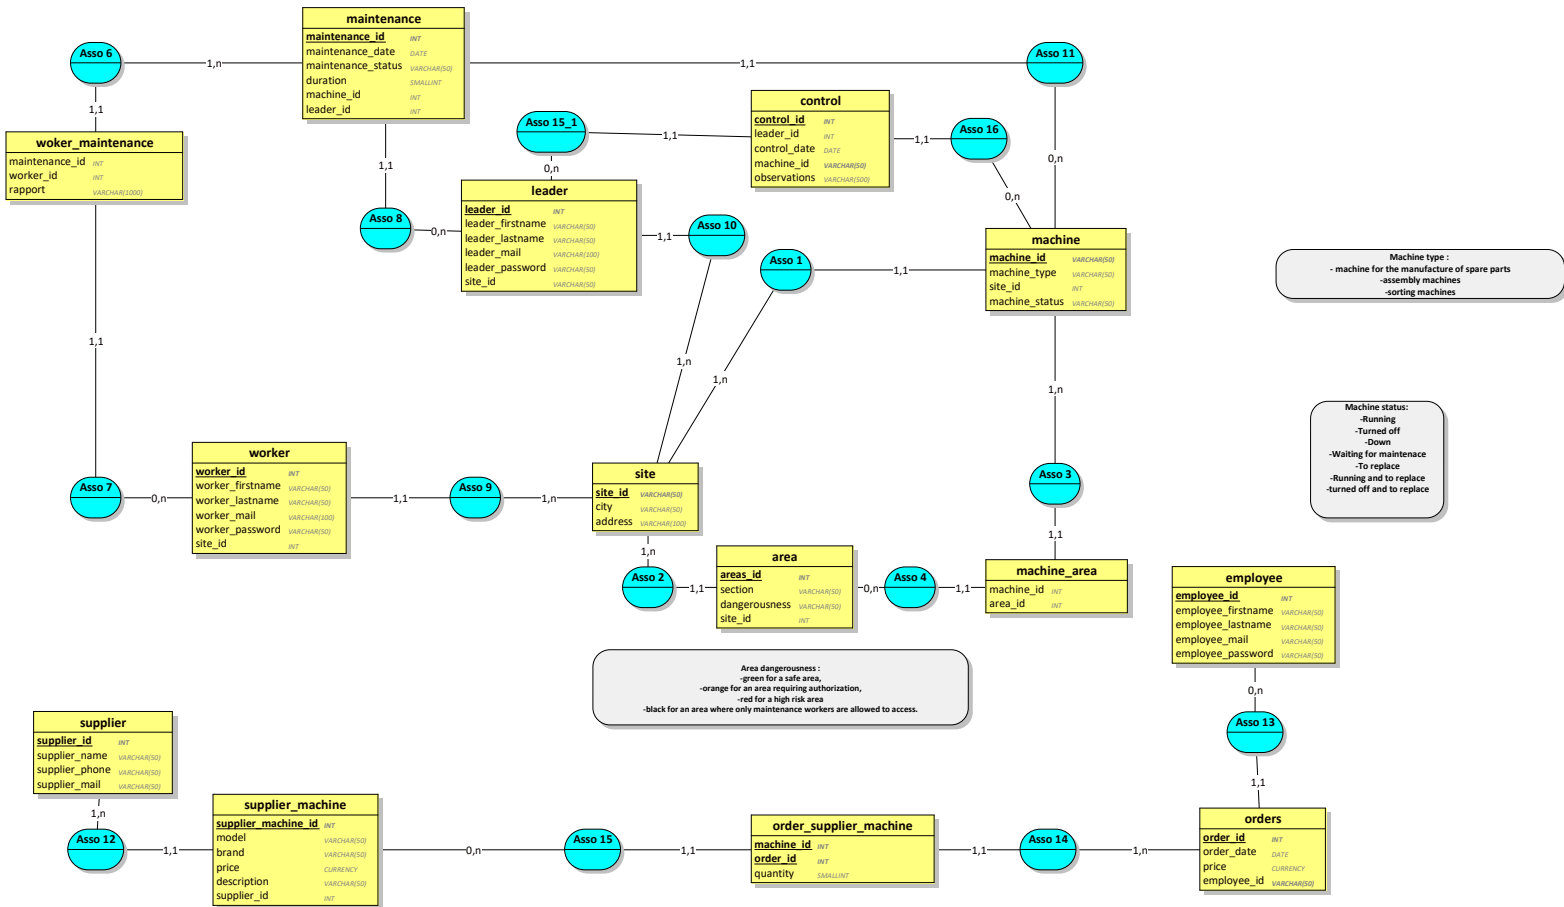 maintenance
maintenance_id INT
maintenance_date DATE
maintenance_status VARCHAR(50)
duration SMALLINT
machine_id INT
leader_id INT
Asso 6
1,n
1,1
Asso 11
1,1
0,n
woker_maintenance
maintenance_id INT
worker_id INT
rapport VARCHAR(1000)
Asso 15_1
1,1
0,n
control
control_id INT
leader_id INT
control_date DATE
machine_id VARCHAR(50)
observations VARCHAR(500)
1,1
Asso 16
0,n
1,1
Asso 8
0,n
leader
leader_id INT
leader_firstname VARCHAR(50)
leader_lastname VARCHAR(50)
leader_mail VARCHAR(100)
leader_password VARCHAR(50)
site_id VARCHAR(50)
1,1
Asso 10
1,n
Asso 1
1,1
1,n
machine
machine_id VARCHAR(50)
machine_type VARCHAR(50)
site_id INT
machine_status VARCHAR(50)
Machine type :
- machine for the manufacture of spare parts
-assembly machines
-sorting machines
1,1
1,n
Machine status:
-Running
-Turned off
-Down
-Waiting for maintenace
-To replace
-Running and to replace
-turned off and to replace
Asso 7
0,n
worker
worker_id INT
worker_firstname VARCHAR(50)
worker_lastname VARCHAR(50)
worker_mail VARCHAR(100)
worker_password VARCHAR(50)
site_id INT
1,1
Asso 9
1,n
site
site_id VARCHAR(50)
city VARCHAR(50)
address VARCHAR(100)
Asso 3
1,1
1,n
Asso 2
1,1
area
areas_id INT
section VARCHAR(50)
dangerousness VARCHAR(50)
site_id INT
0,n
Asso 4
1,1
machine_area
machine_id INT
area_id INT
employee
employee_id INT
employee_firstname VARCHAR(50)
employee_lastname VARCHAR(50)
employee_mail VARCHAR(50)
employee_password VARCHAR(50)
Area dangerousness :
-green for a safe area,
-orange for an area requiring authorization,
-red for a high risk area
-black for an area where only maintenance workers are allowed to access.
0,n
Asso 13
1,1
supplier
supplier_id INT
supplier_name VARCHAR(50)
supplier_phone VARCHAR(50)
supplier_mail VARCHAR(50)
1,n
Asso 12
1,1
supplier_machine
supplier_machine_id INT
model VARCHAR(50)
brand VARCHAR(50)
price CURRENCY
description VARCHAR(50)
supplier_id INT
0,n
Asso 15
1,1
order_supplier_machine
machine_id INT
order_id INT
quantity SMALLINT
1,1
Asso 14
1,n
orders
order_id INT
order_date DATE
price CURRENCY
employee_id VARCHAR(50)